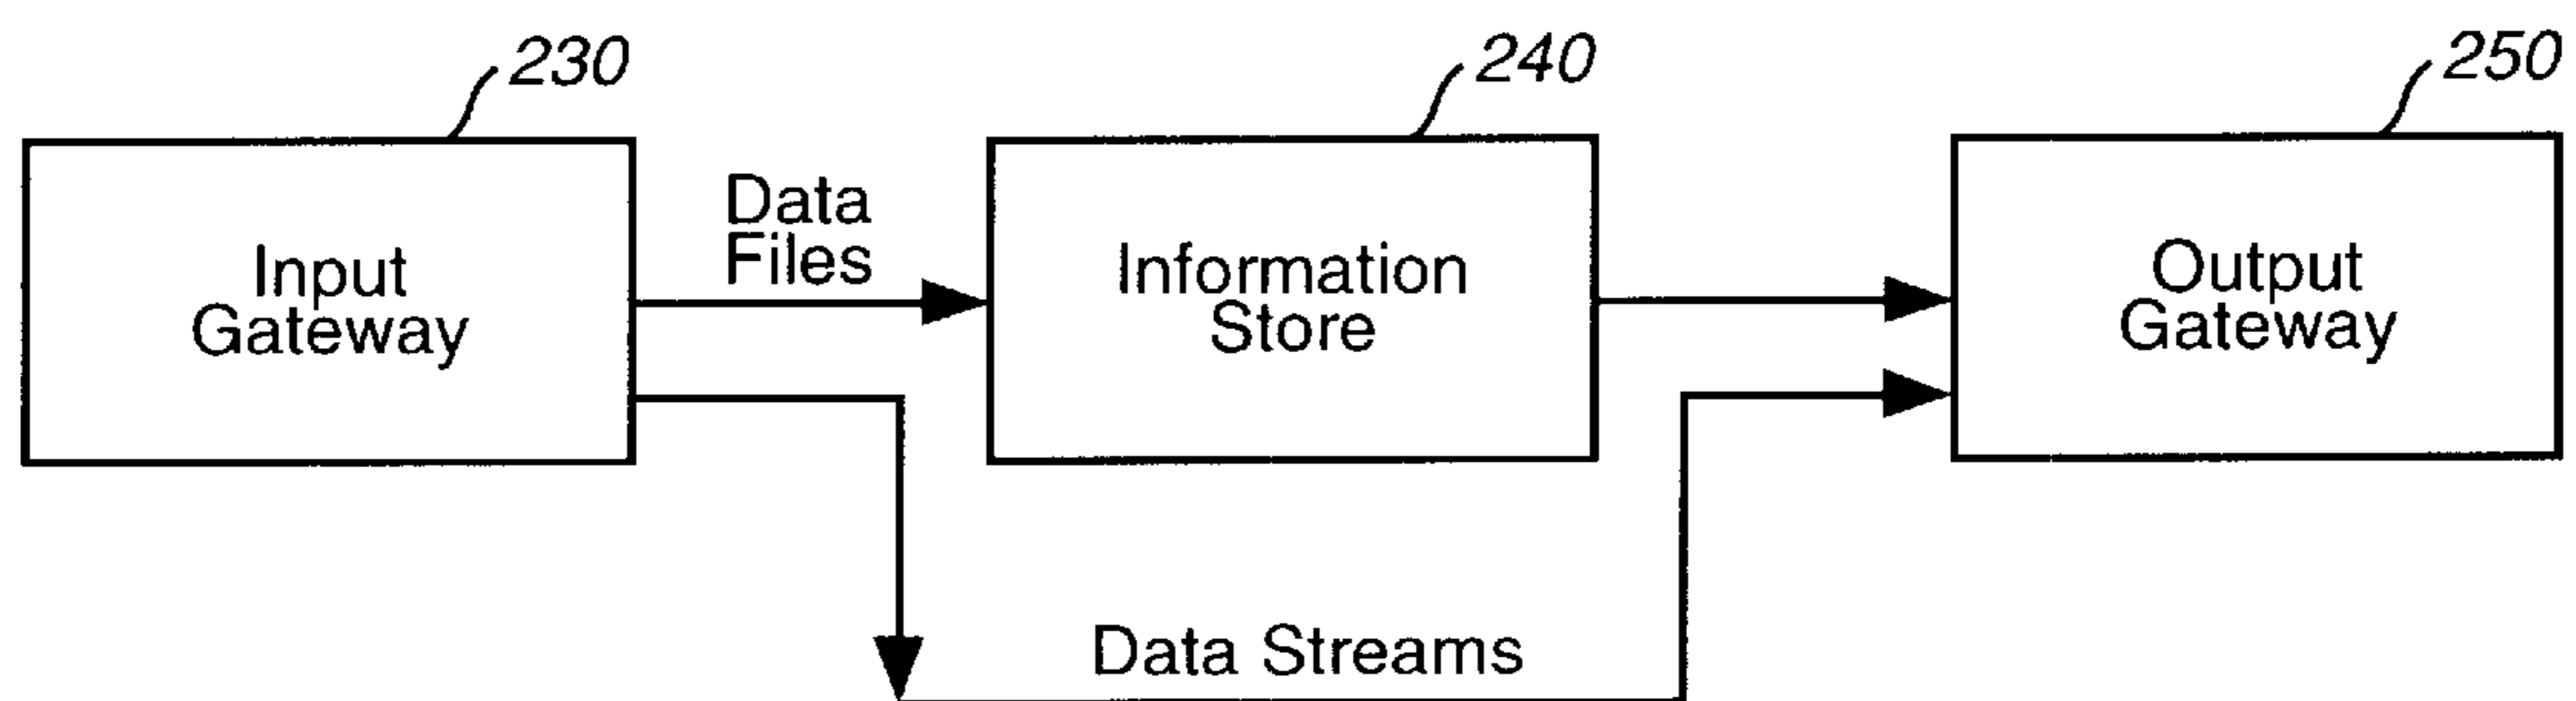 230
240
250
Data
Files
Input
Gateway
Information
Store
Output
Gateway
Data Streams